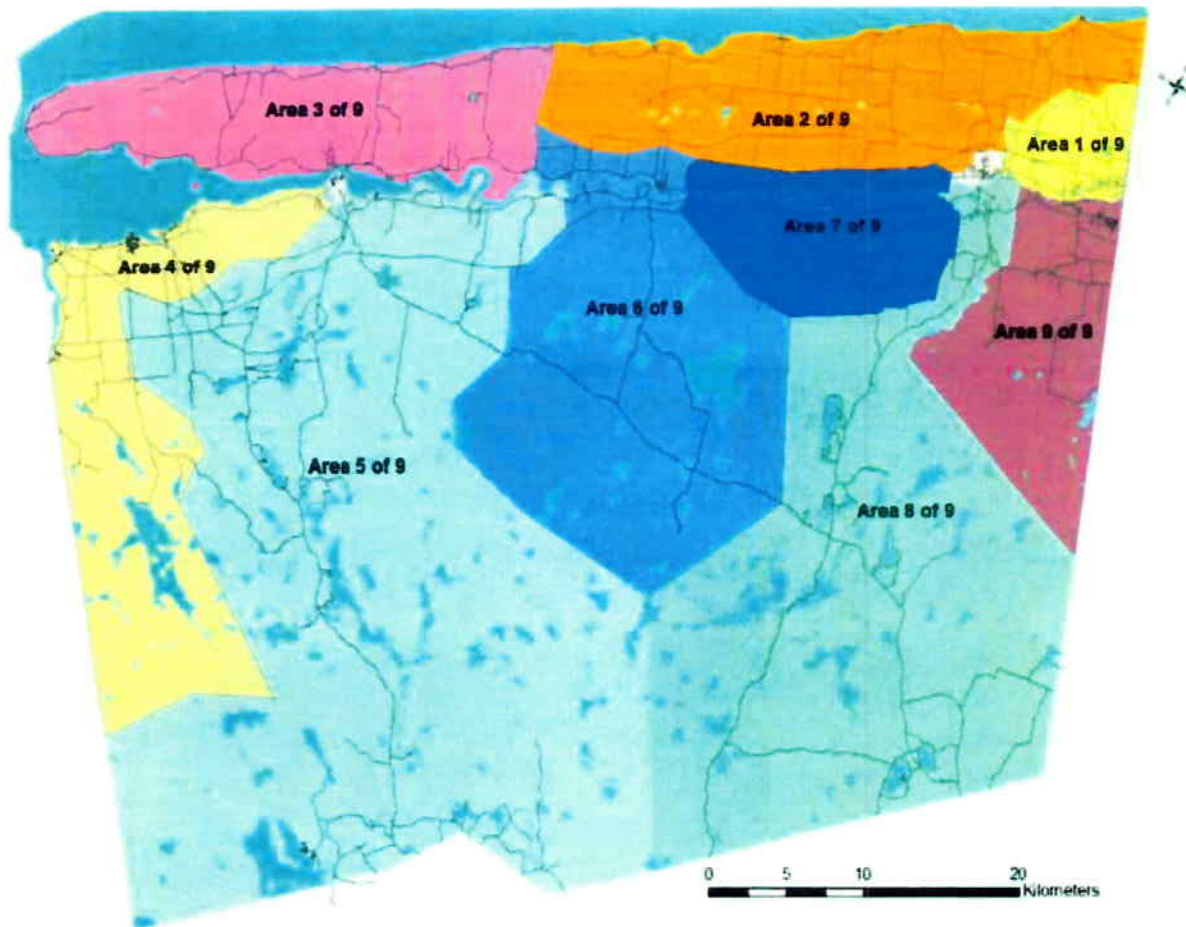 Area 3 of 9
Area 2 of 9
Area 1 of 9
Area 7 of 9
Area 4 of 9
Area 6 of 9
Area 9 of 9
Area 5 of 9
Area 8 of 9
0 5 10 20
Kilometers